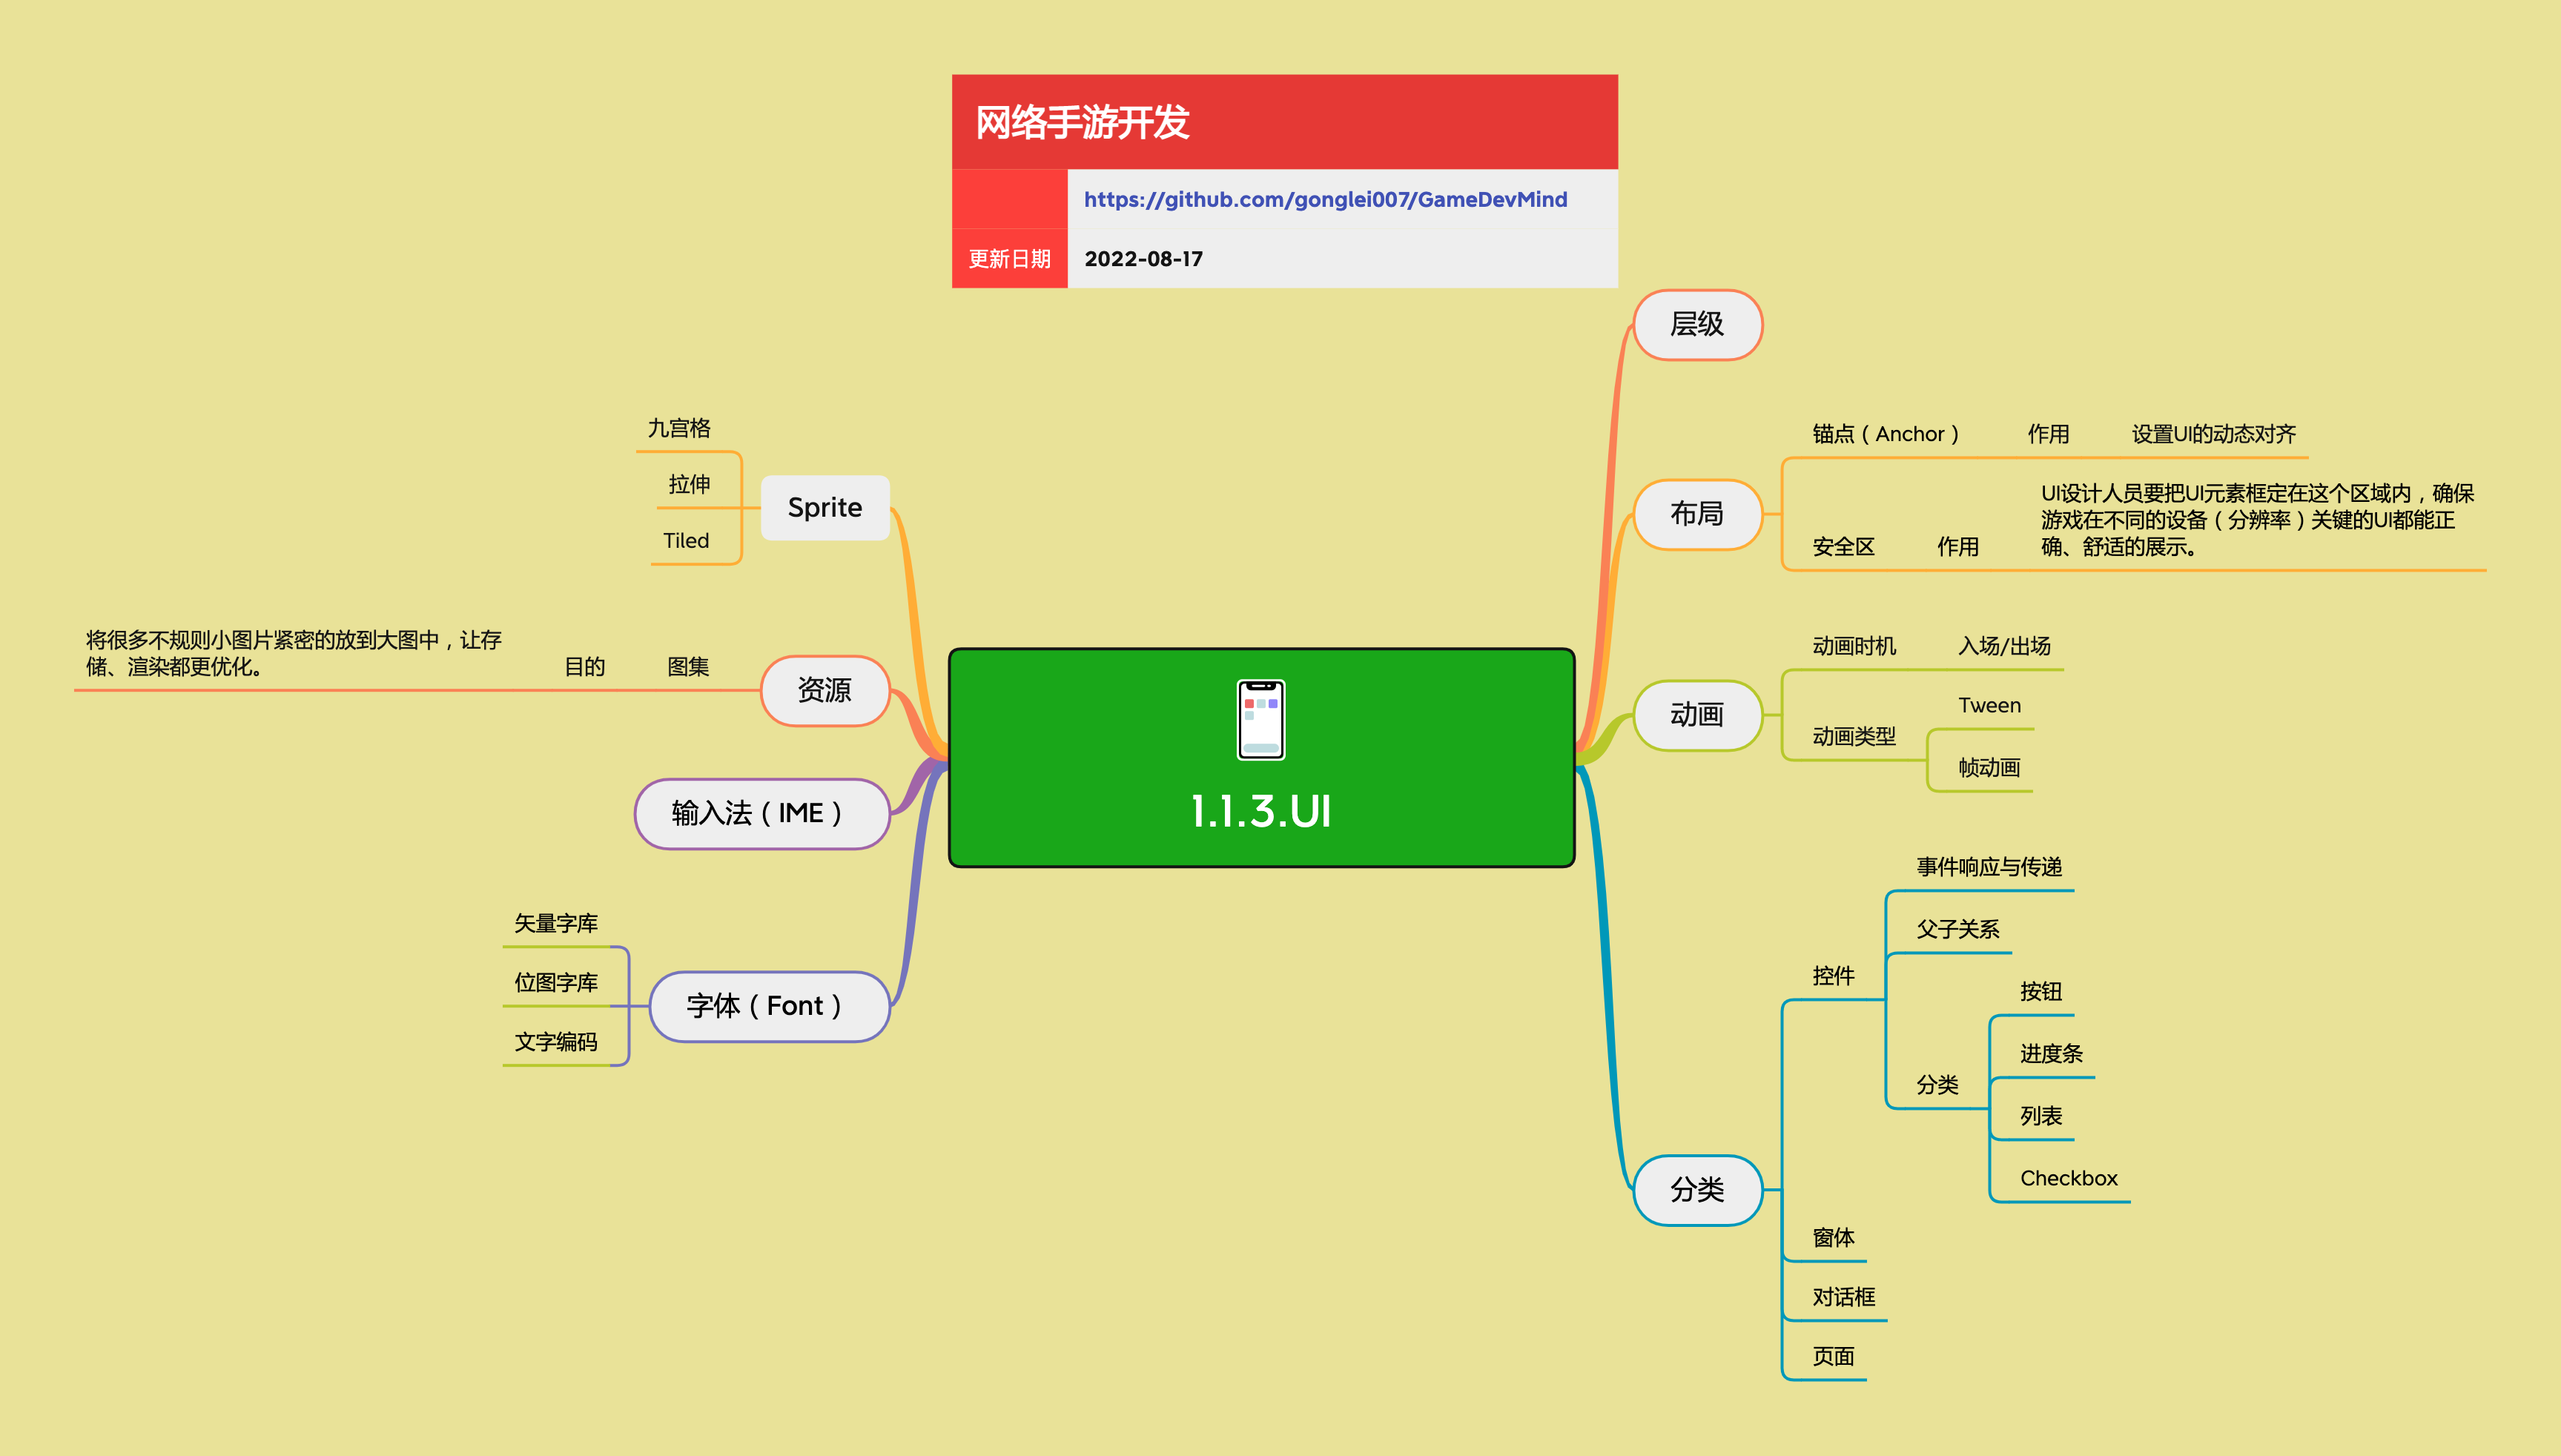 网络手游开发
https://github.com/gonglei007/GameDevMind
更新日期
2022-08-17
1.1.3.UI
层级
布局
锚点（Anchor）
作用
设置UI的动态对齐
安全区
作用
UI设计人员要把UI元素框定在这个区域内，确保
游戏在不同的设备（分辨率）关键的UI都能正
确、舒适的展示。
动画
动画时机
入场/出场
动画类型
Tween
帧动画
分类
控件
事件响应与传递
父子关系
分类
按钮
进度条
列表
Checkbox
窗体
对话框
页面
Sprite
九宫格
拉伸
Tiled
资源
图集
目的
将很多不规则小图片紧密的放到大图中，让存
储、渲染都更优化。
输入法（IME）
字体（Font）
矢量字库
位图字库
文字编码